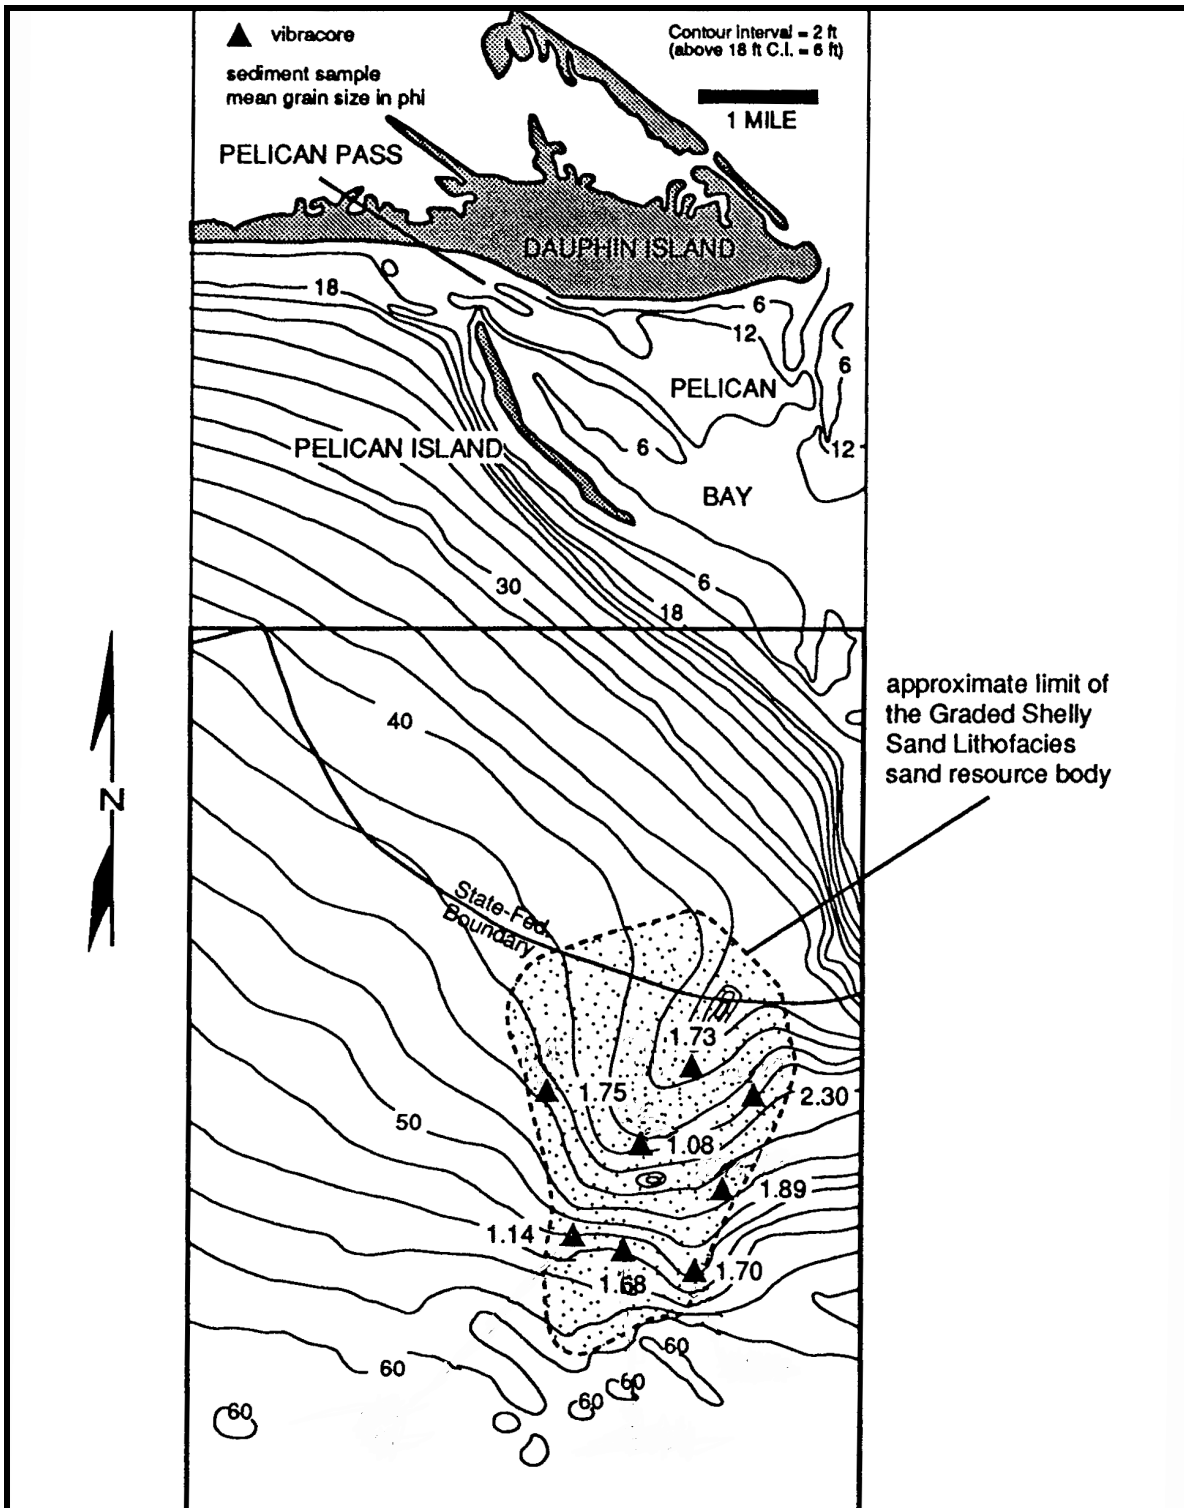 vibracore
sediment sample
mean grain size in phi
Contour interval = 2 ft
(above 18 ft C.I. = 6 ft)
1 MILE
PELICAN PASS
DAUPHIN ISLAND
18
6
12
6
PELICAN
PELICAN ISLAND
6
12
BAY
30
6
18
approximate limit of
the Graded Shelly
Sand Lithofacies
sand resource body
40
N
State-Fed.
Boundary
1.73
1.75
2.30
50
1.08
1.89
1.14
1.70
1.68
60
60
60
60
60